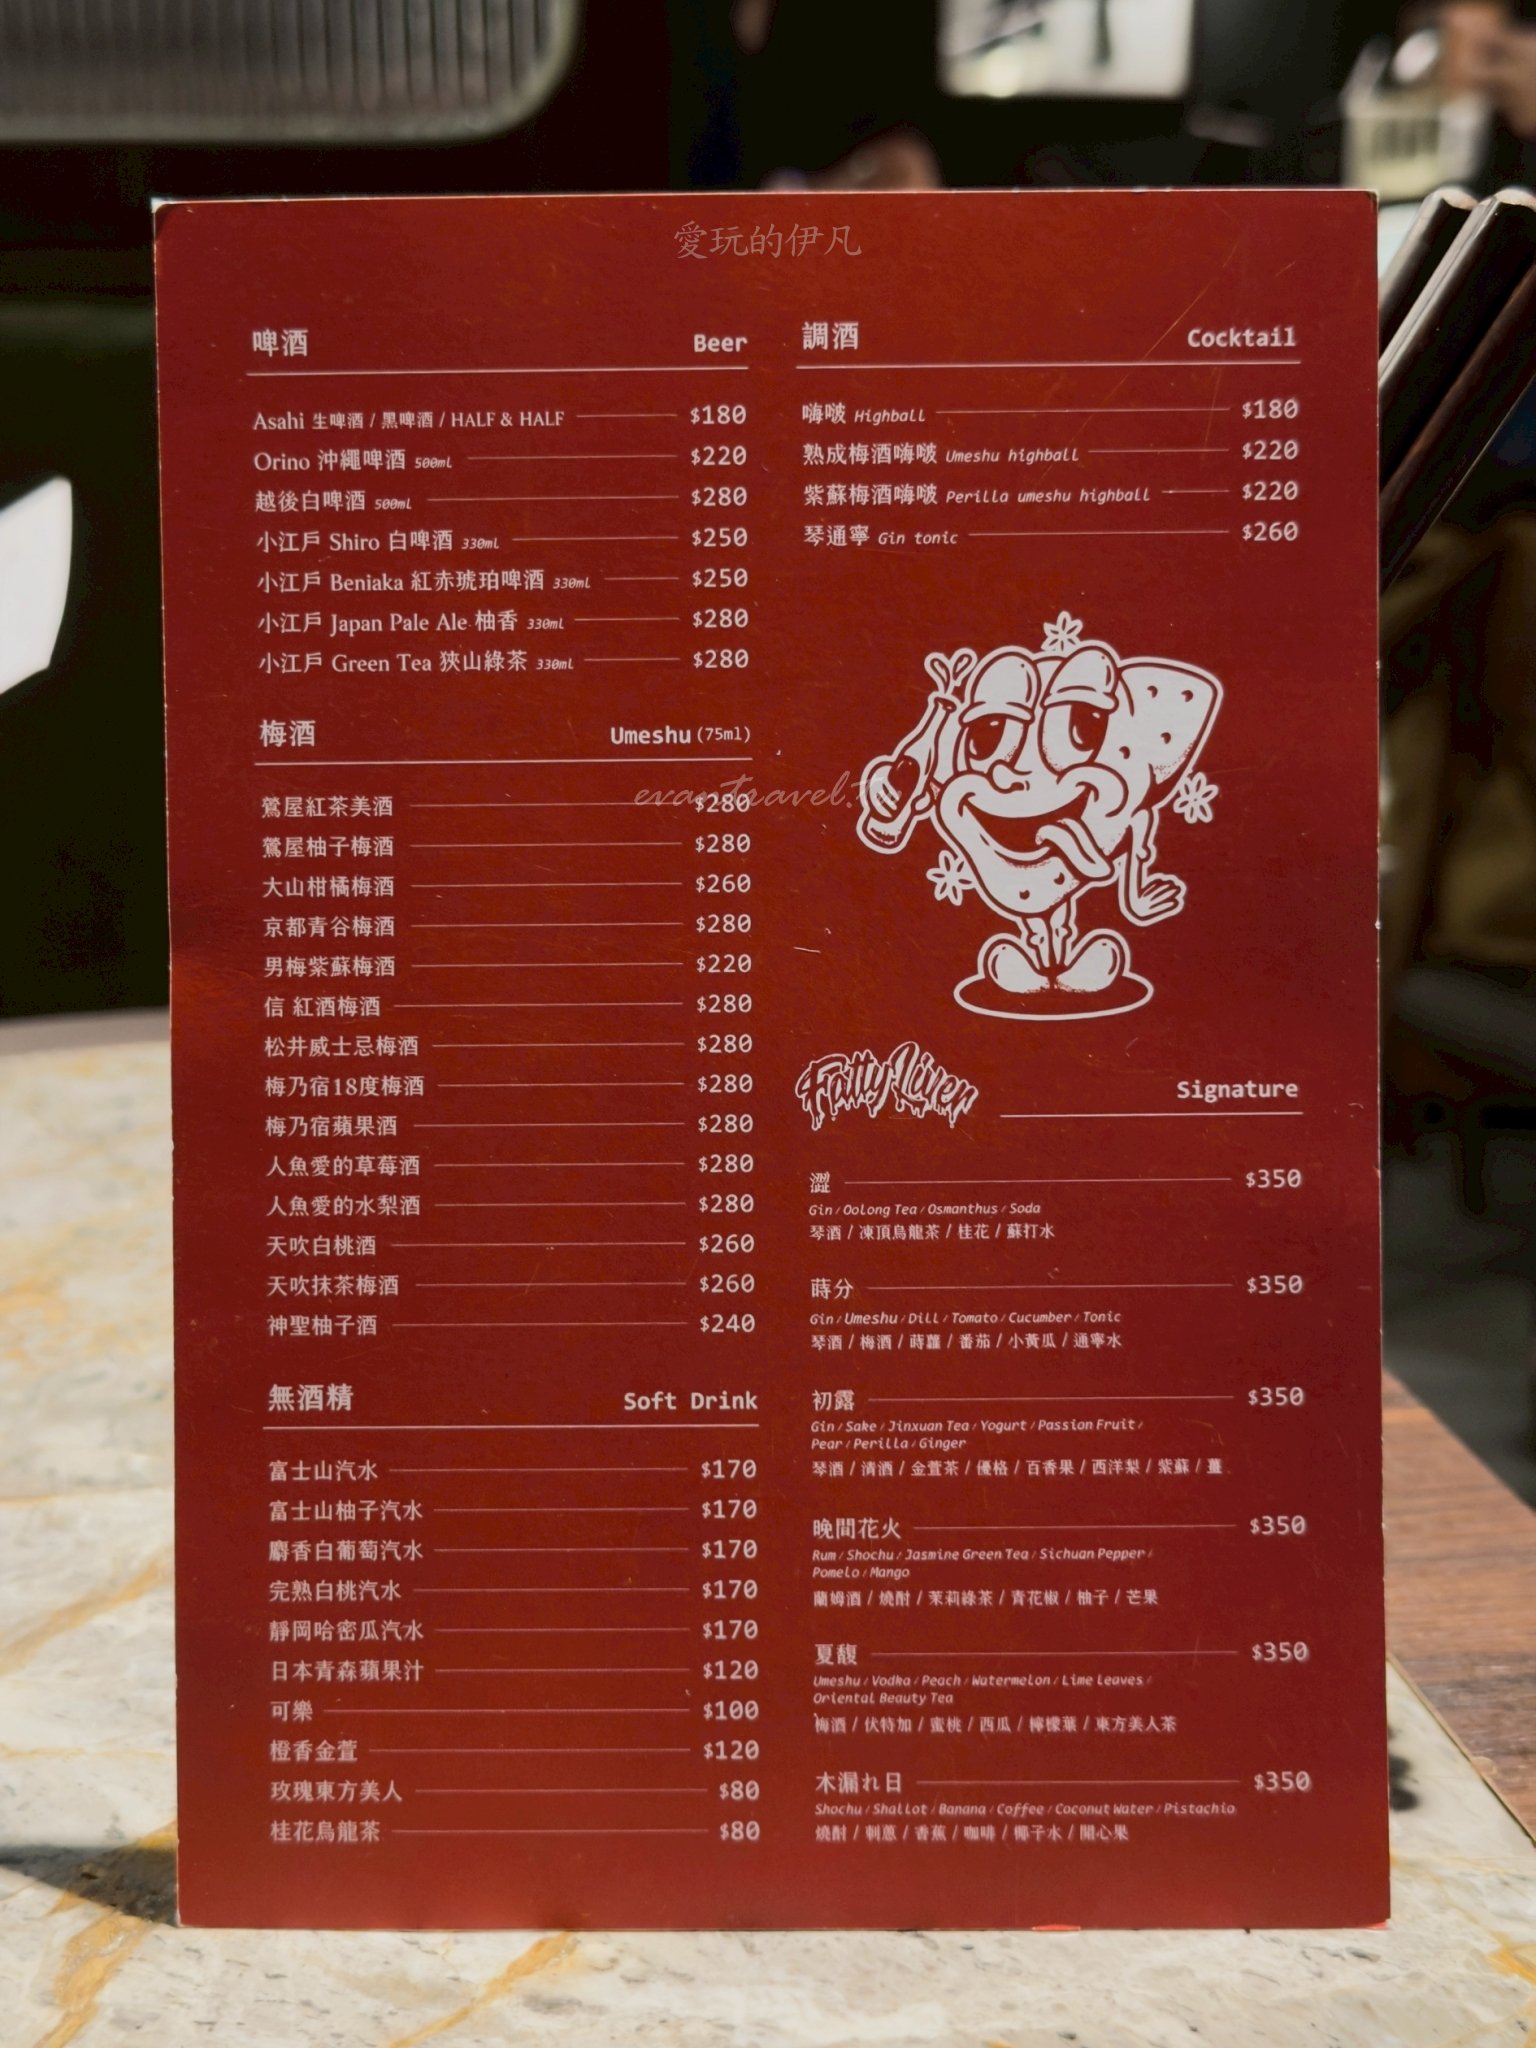 愛玩的伊凡
啤酒 Beer
Asahi 生啤酒 / 黑啤酒 / HALF & HALF $180
Orino 沖繩啤酒 500ml $220
越後白啤酒 500ml $280
小江戶 Shiro 白啤酒 330ml $250
小江戶 Beniaka 紅赤琥珀啤酒 330ml $250
小江戶 Japan Pale Ale 柚香 330ml $280
小江戶 Green Tea 狹山綠茶 330ml $280
梅酒 Umeshu (75ml)
evantravel.tw
鶯屋紅茶美酒 $280
鶯屋柚子梅酒 $280
大山柑橘梅酒 $260
京都青谷梅酒 $280
男梅紫蘇梅酒 $220
信 紅酒梅酒 $280
松井威士忌梅酒 $280
梅乃宿18度梅酒 $280
梅乃宿蘋果酒 $280
人魚愛的草莓酒 $280
人魚愛的水梨酒 $280
天吹白桃酒 $260
天吹抹茶梅酒 $260
神聖柚子酒 $240
無酒精 Soft Drink
富士山汽水 $170
富士山柚子汽水 $170
麝香白葡萄汽水 $170
完熟白桃汽水 $170
靜岡哈密瓜汽水 $170
日本青森蘋果汁 $120
可樂 $100
橙香金萱 $120
玫瑰東方美人 $80
桂花烏龍茶 $80
調酒 Cocktail
嗨啵 Highball $180
熟成梅酒嗨啵 Umeshu highball $220
紫蘇梅酒嗨啵 Perilla umeshu highball $220
琴通寧 Gin tonic $260
Fatty Liver Signature
澀 $350
Gin / Oolong Tea / Osmanthus / Soda
琴酒 / 凍頂烏龍茶 / 桂花 / 蘇打水
蒔分 $350
Gin / Umeshu / Dill / Tomato / Cucumber / Tonic
琴酒 / 梅酒 / 蒔蘿 / 番茄 / 小黃瓜 / 通寧水
初露 $350
Gin / Sake / Jinxuan Tea / Yogurt / Passion Fruit /
Pear / Perilla / Ginger
琴酒 / 清酒 / 金萱茶 / 優格 / 百香果 / 西洋梨 / 紫蘇 / 薑
晚間花火 $350
Rum / Shochu / Jasmine Green Tea / Sichuan Pepper /
Pomelo / Mango
蘭姆酒 / 燒酎 / 茉莉綠茶 / 青花椒 / 柚子 / 芒果
夏馥 $350
Umeshu / Vodka / Peach / Watermelon / Lime Leaves /
Oriental Beauty Tea
梅酒 / 伏特加 / 蜜桃 / 西瓜 / 檸檬葉 / 東方美人茶
木漏れ日 $350
Shochu / Shallot / Banana / Coffee / Coconut Water / Pistachio
燒酎 / 刺蔥 / 香蕉 / 咖啡 / 椰子水 / 開心果